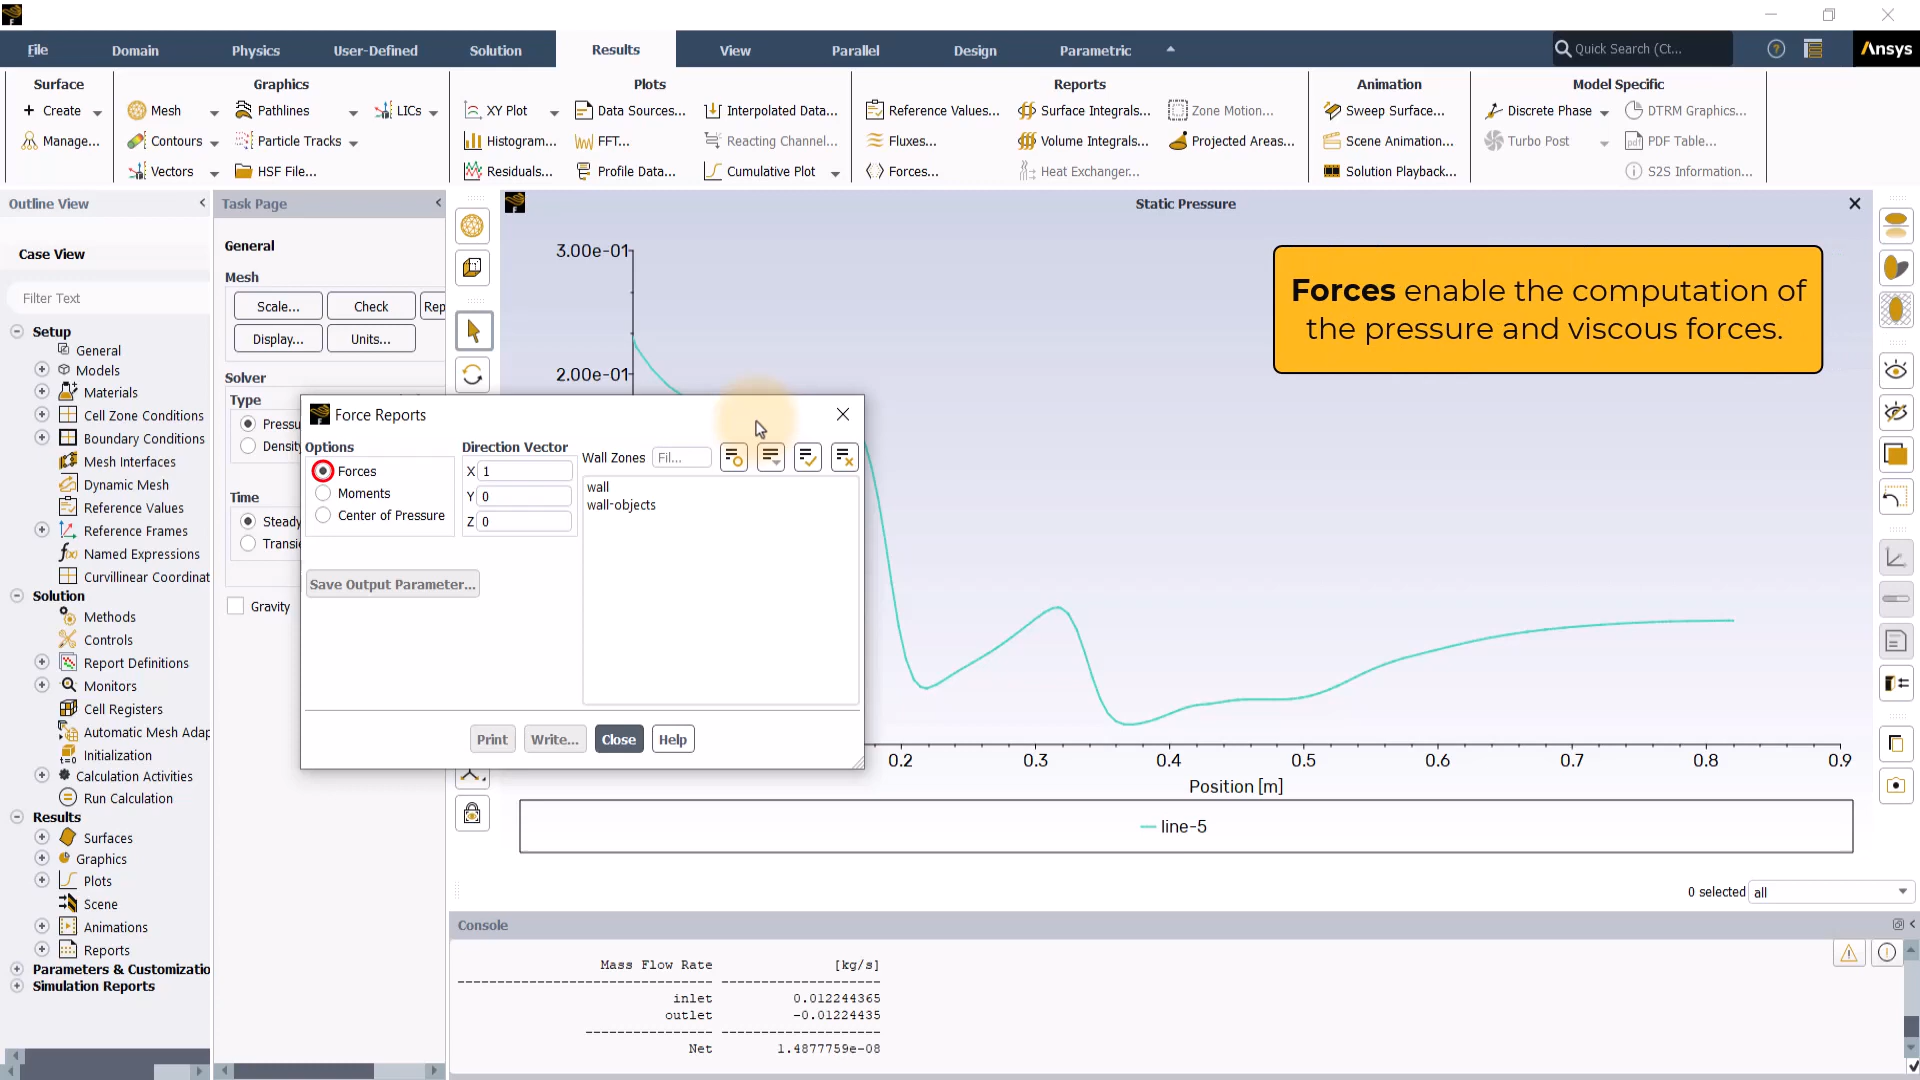 File
Domain
Physics
User-Defined
Solution
Results
View
Parallel
Design
Parametric
Quick Search (Ct...
Ansys
Surface
Create
Manage...
Graphics
Mesh
Contours
Vectors
Pathlines
Particle Tracks
HSF File...
LICs
Plots
XY Plot
Histogram...
Residuals...
Data Sources...
FFT...
Profile Data...
Interpolated Data...
Reacting Channel...
Cumulative Plot
Reports
Reference Values...
Fluxes...
Forces...
Surface Integrals...
Volume Integrals...
Heat Exchanger...
Zone Motion...
Projected Areas...
Animation
Sweep Surface...
Scene Animation...
Solution Playback...
Model Specific
Discrete Phase
Turbo Post
DTRM Graphics...
PDF Table...
S2S Information...
Outline View
Case View
Filter Text
Setup
General
Models
Materials
Cell Zone Conditions
Boundary Conditions
Mesh Interfaces
Dynamic Mesh
Reference Values
Reference Frames
Named Expressions
Curvillinear Coordinat
Solution
Methods
Controls
Report Definitions
Monitors
Cell Registers
Automatic Mesh Adap
Initialization
Calculation Activities
Run Calculation
Results
Surfaces
Graphics
Plots
Scene
Animations
Reports
Parameters & Customizatio
Simulation Reports
Task Page
General
Mesh
Scale...
Check
Rep
Display...
Units...
Solver
Type
Pressu
Densit
Time
Steady
Transie
Gravity
Force Reports
Options
Forces
Moments
Center of Pressure
Direction Vector
X 1
Y 0
Z 0
Wall Zones
Fil...
wall
wall-objects
Save Output Parameter...
Print
Write...
Close
Help
Static Pressure
3.00e-01
2.00e-01
Forces enable the computation of
the pressure and viscous forces.
0.2 0.3 0.4 0.5 0.6 0.7 0.8 0.9
Position [m]
line-5
0 selected all
Console
Mass Flow Rate [kg/s]
inlet 0.012244365
outlet -0.01224435
Net 1.4877759e-08